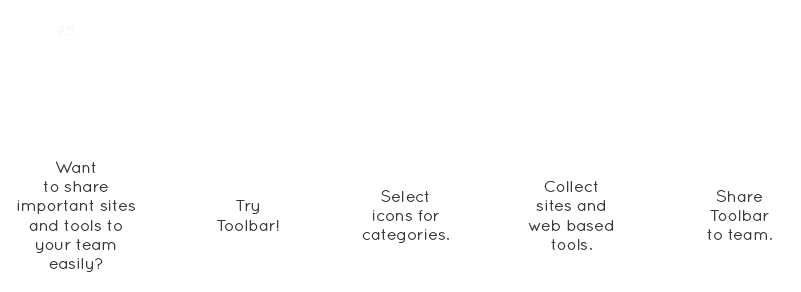 95
Want
to share
important sites
and tools to
your team
easily?
Try
Toolbar!
Select
icons for
categories.
Collect
sites and
web based
tools.
Share
Toolbar
to team.